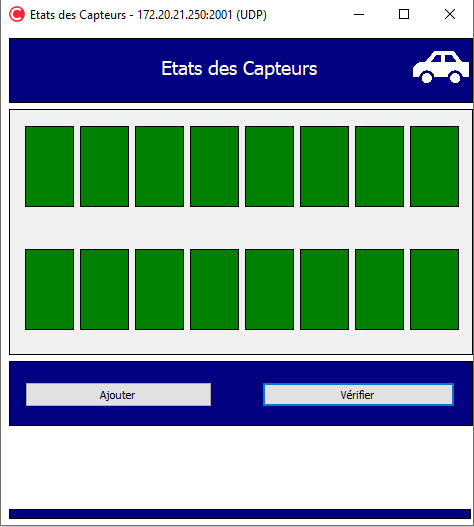 Etats des Capteurs - 172.20.21.250:2001 (UDP)
Etats des Capteurs
Ajouter
Vérifier